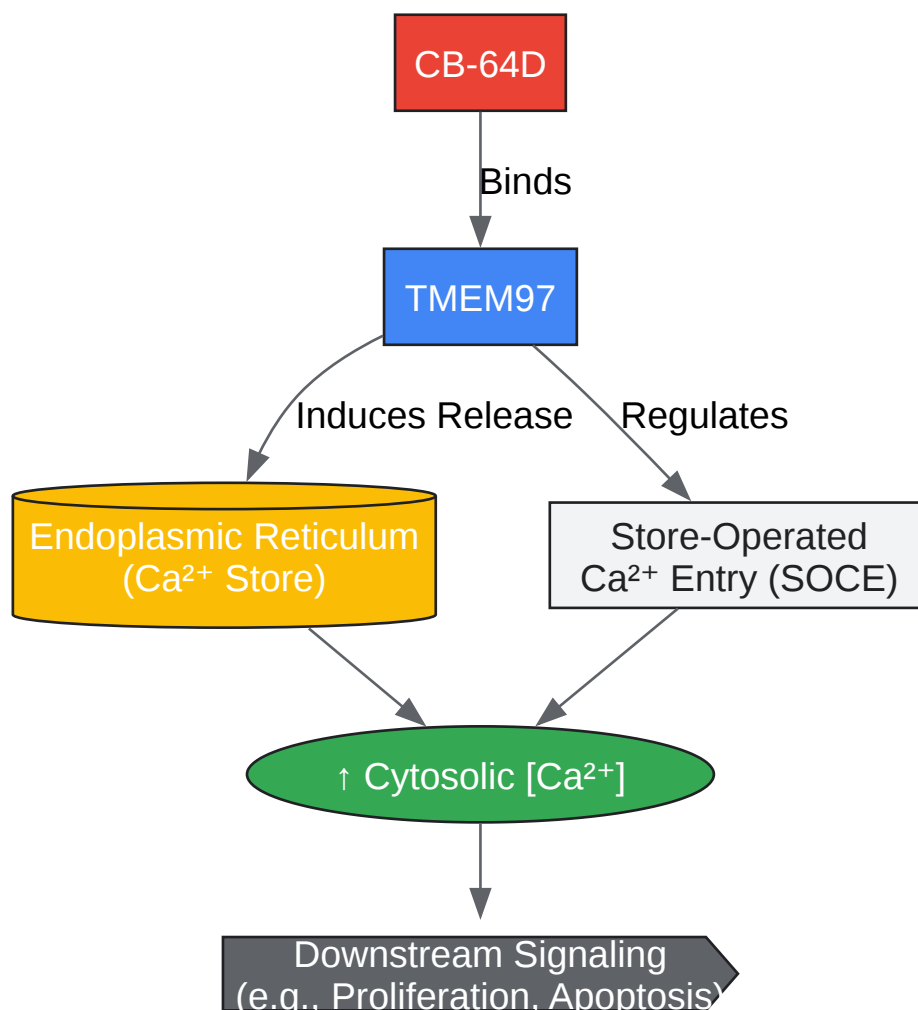 CB-64D
Binds
TMEM97
Induces Release
Regulates
Endoplasmic Reticulum
(Ca²⁺ Store)
Store-Operated
Ca²⁺ Entry (SOCE)
↑ Cytosolic [Ca²⁺]
Downstream Signaling
(e.g., Proliferation, Apoptosis)